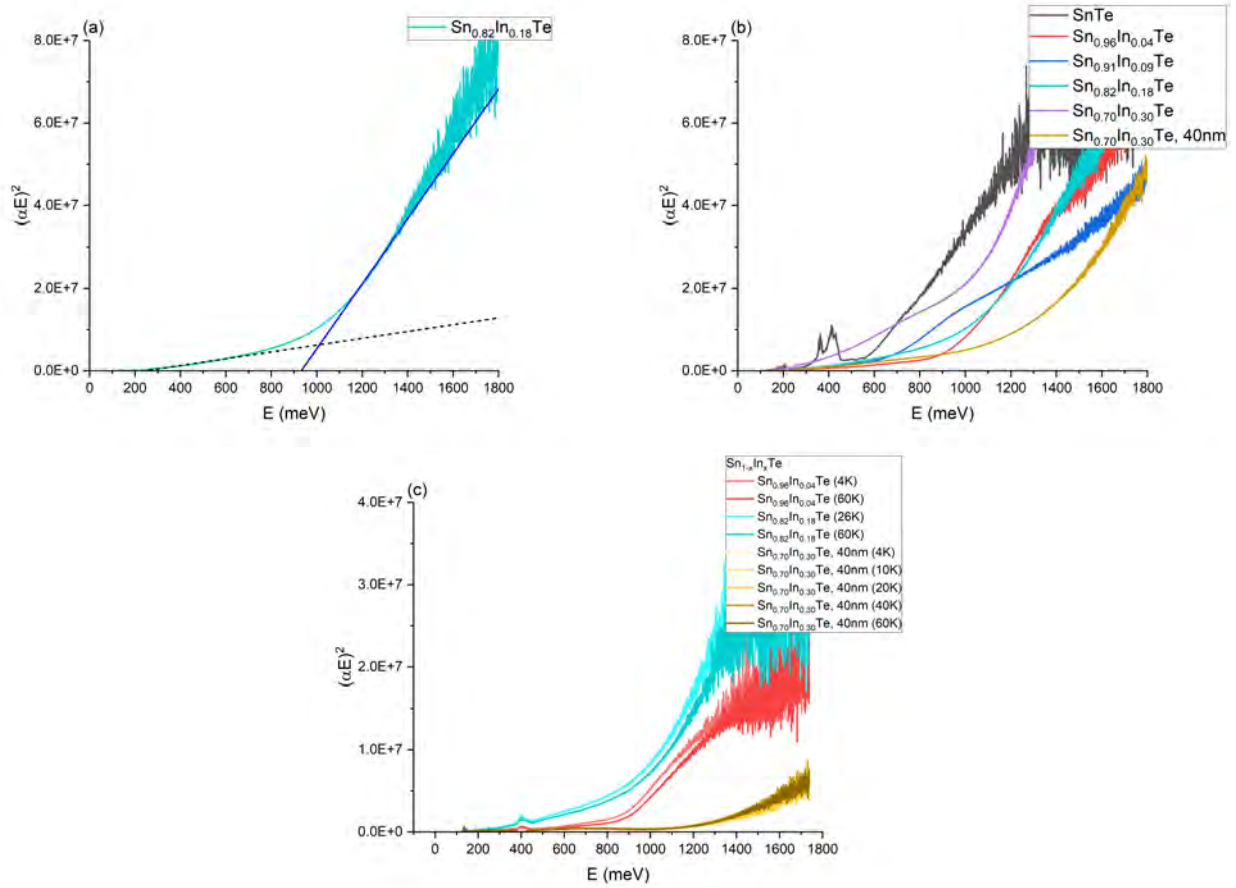 (a)
Sn₀.₈₂In₀.₁₈Te
8.0E+7
6.0E+7
4.0E+7
2.0E+7
0.0E+0
(αE)²
0 200 400 600 800 1000 1200 1400 1600 1800
E (meV)
(b)
SnTe
Sn₀.₉₆In₀.₀₄Te
Sn₀.₉₁In₀.₀₉Te
Sn₀.₈₂In₀.₁₈Te
Sn₀.₇₀In₀.₃₀Te
Sn₀.₇₀In₀.₃₀Te, 40nm
8.0E+7
6.0E+7
4.0E+7
2.0E+7
0.0E+0
(αE)²
0 200 400 600 800 1000 1200 1400 1600 1800
E (meV)
(c)
Sn₁₋ₓInₓTe
Sn₀.₉₆In₀.₀₄Te (4K)
Sn₀.₉₆In₀.₀₄Te (60K)
Sn₀.₈₂In₀.₁₈Te (26K)
Sn₀.₈₂In₀.₁₈Te (60K)
Sn₀.₇₀In₀.₃₀Te, 40nm (4K)
Sn₀.₇₀In₀.₃₀Te, 40nm (10K)
Sn₀.₇₀In₀.₃₀Te, 40nm (20K)
Sn₀.₇₀In₀.₃₀Te, 40nm (40K)
Sn₀.₇₀In₀.₃₀Te, 40nm (60K)
4.0E+7
3.0E+7
2.0E+7
1.0E+7
0.0E+0
(αE)²
0 200 400 600 800 1000 1200 1400 1600 1800
E (meV)